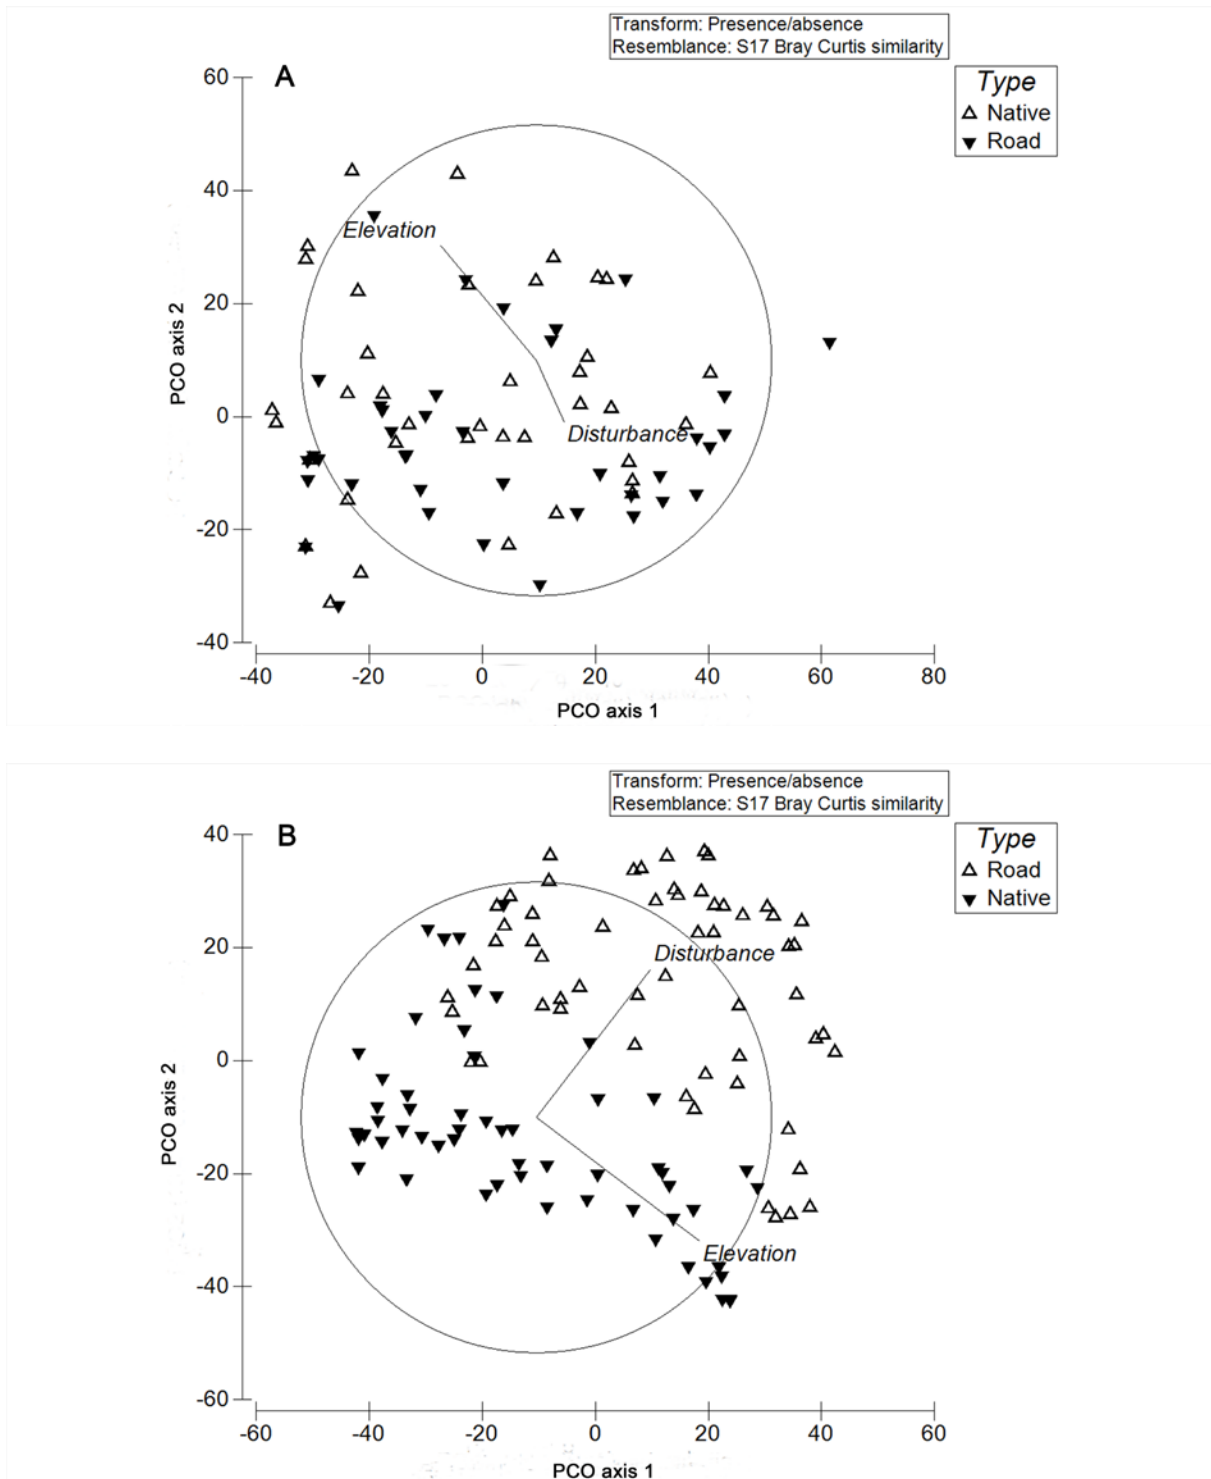 Transform: Presence/absence
Resemblance: S17 Bray Curtis similarity
A
Type
Native
Road
60
40
20
0
-20
-40
PCO axis 2
Elevation
Disturbance
-40
-20
0
20
40
60
80
PCO axis 1
Transform: Presence/absence
Resemblance: S17 Bray Curtis similarity
B
Type
Road
Native
40
20
0
-20
-40
-60
PCO axis 2
Disturbance
Elevation
-60
-40
-20
0
20
40
60
PCO axis 1